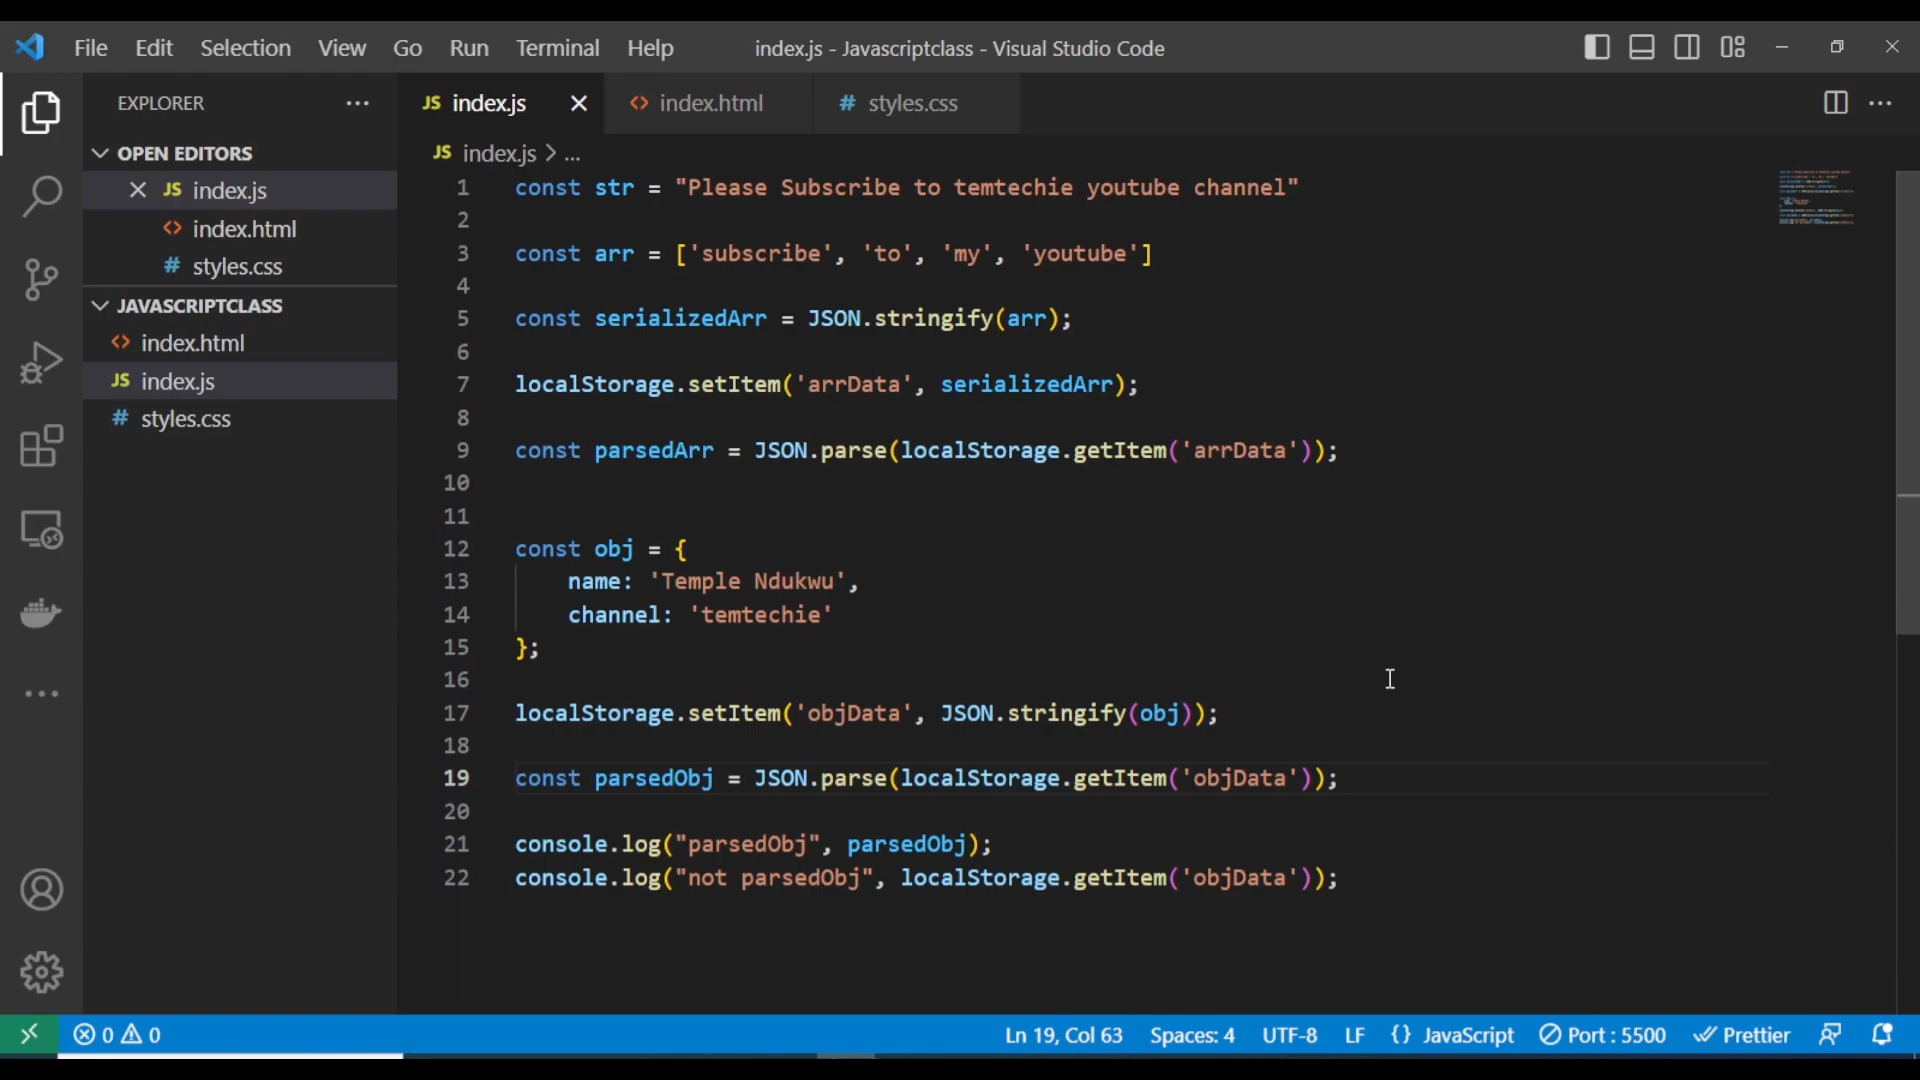 File Edit Selection View Go Run Terminal Help index.js - Javascriptclass - Visual Studio Code
EXPLORER
OPEN EDITORS
JS index.js
<> index.html
# styles.css
JAVASCRIPTCLASS
<> index.html
JS index.js
# styles.css
JS index.js <> index.html # styles.css
JS index.js > ...
1 const str = "Please Subscribe to temtechie youtube channel"
2
3 const arr = ['subscribe', 'to', 'my', 'youtube']
4
5 const serializedArr = JSON.stringify(arr);
6
7 localStorage.setItem('arrData', serializedArr);
8
9 const parsedArr = JSON.parse(localStorage.getItem('arrData'));
10
11
12 const obj = {
13     name: 'Temple Ndukwu',
14     channel: 'temtechie'
15 };
16
17 localStorage.setItem('objData', JSON.stringify(obj));
18
19 const parsedObj = JSON.parse(localStorage.getItem('objData'));
20
21 console.log("parsedObj", parsedObj);
22 console.log("not parsedObj", localStorage.getItem('objData'));
0 0 Ln 19, Col 63 Spaces: 4 UTF-8 LF {} JavaScript Port : 5500 Prettier